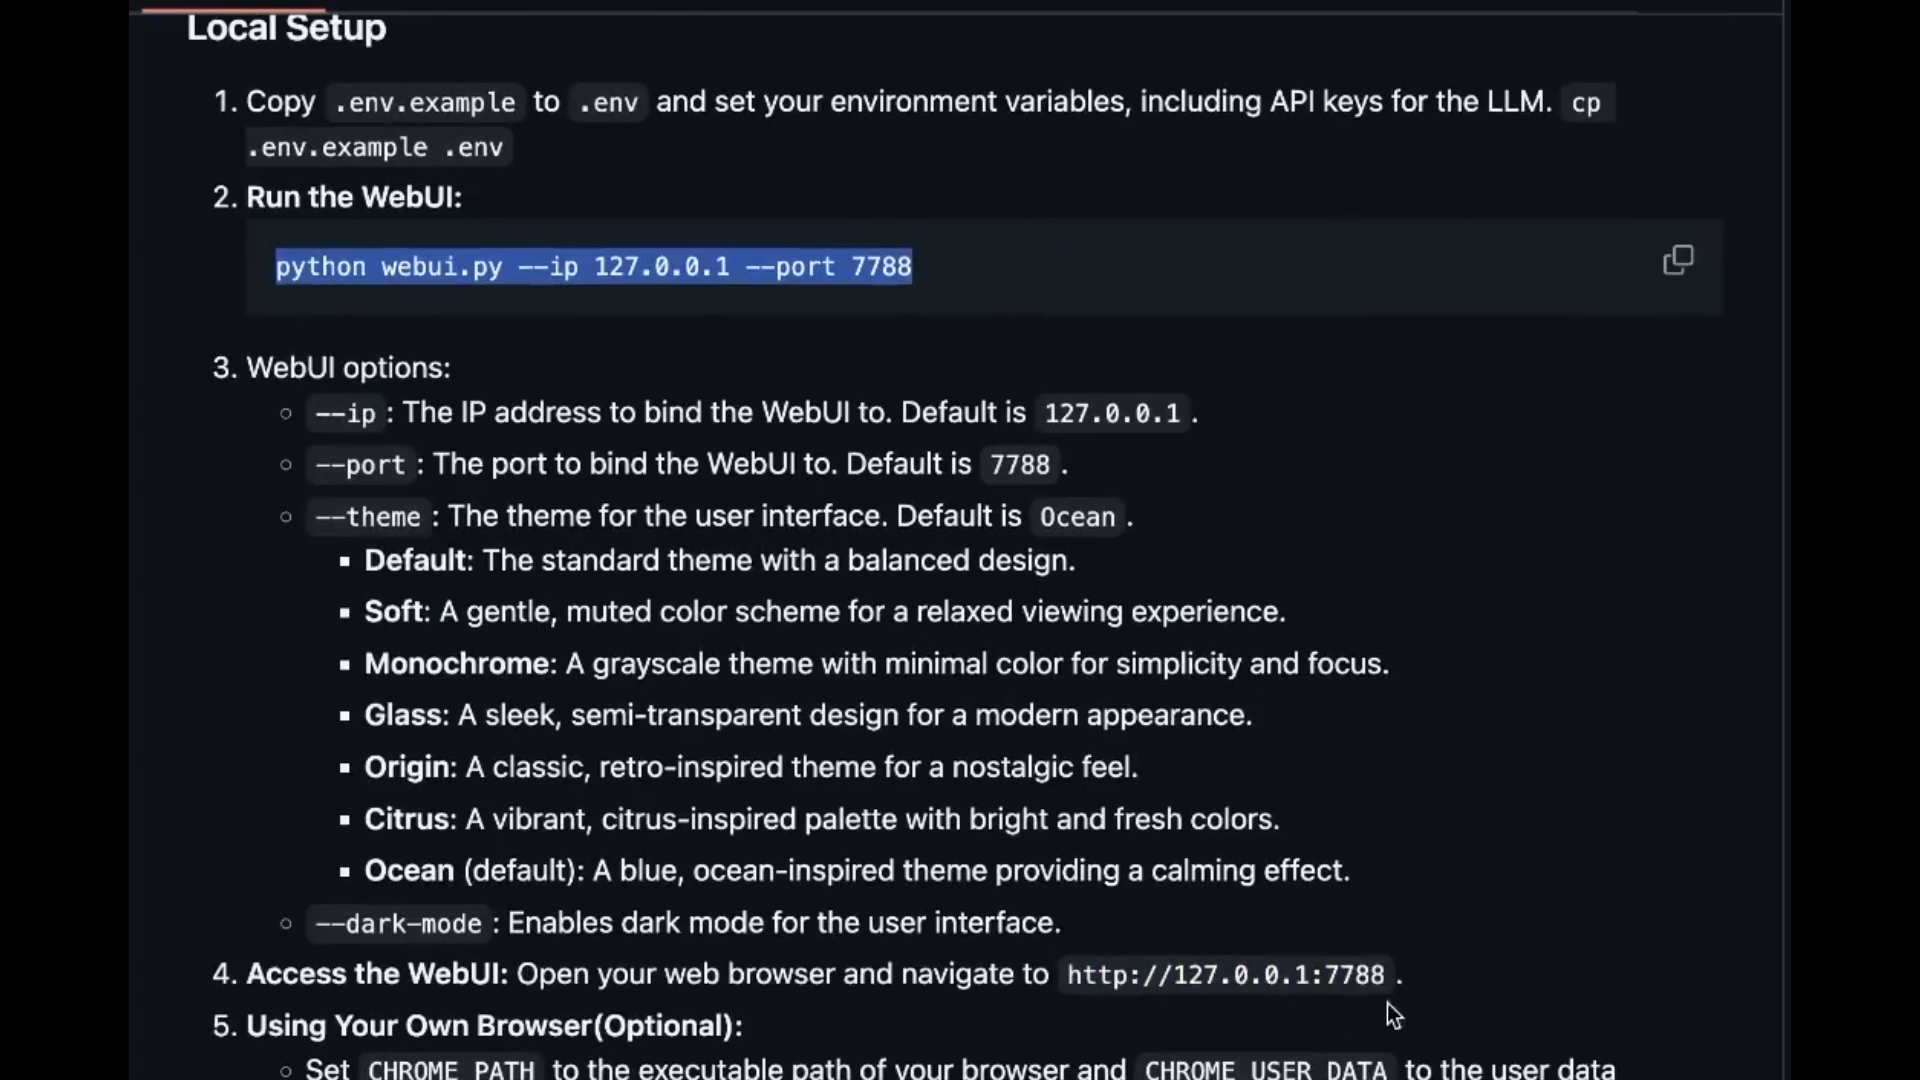 Local Setup
1. Copy .env.example to .env and set your environment variables, including API keys for the LLM. cp
.env.example .env
2. Run the WebUI:
python webui.py --ip 127.0.0.1 --port 7788
3. WebUI options:
--ip : The IP address to bind the WebUI to. Default is 127.0.0.1 .
--port : The port to bind the WebUI to. Default is 7788 .
--theme : The theme for the user interface. Default is Ocean .
Default: The standard theme with a balanced design.
Soft: A gentle, muted color scheme for a relaxed viewing experience.
Monochrome: A grayscale theme with minimal color for simplicity and focus.
Glass: A sleek, semi-transparent design for a modern appearance.
Origin: A classic, retro-inspired theme for a nostalgic feel.
Citrus: A vibrant, citrus-inspired palette with bright and fresh colors.
Ocean (default): A blue, ocean-inspired theme providing a calming effect.
--dark-mode : Enables dark mode for the user interface.
4. Access the WebUI: Open your web browser and navigate to http://127.0.0.1:7788 .
5. Using Your Own Browser(Optional):
Set CHROME_PATH to the executable path of your browser and CHROME_USER_DATA to the user data